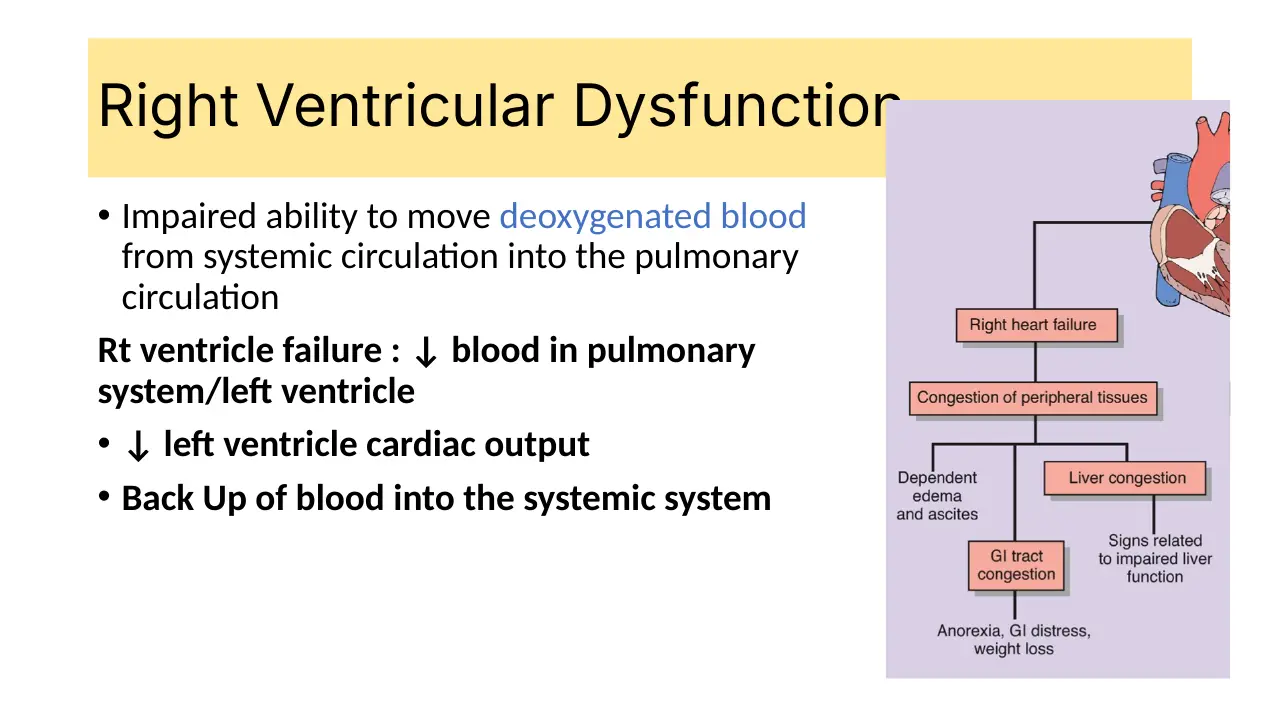 Right Ventricular Dysfunction
• Impaired ability to move deoxygenated blood
from systemic circulation into the pulmonary
circulation
Rt ventricle failure : ↓ blood in pulmonary
system/left ventricle
• ↓ left ventricle cardiac output
• Back Up of blood into the systemic system
Right heart failure
Congestion of peripheral tissues
Dependent
edema
and ascites
Liver congestion
Signs related
to impaired liver
function
GI tract
congestion
Anorexia, GI distress,
weight loss